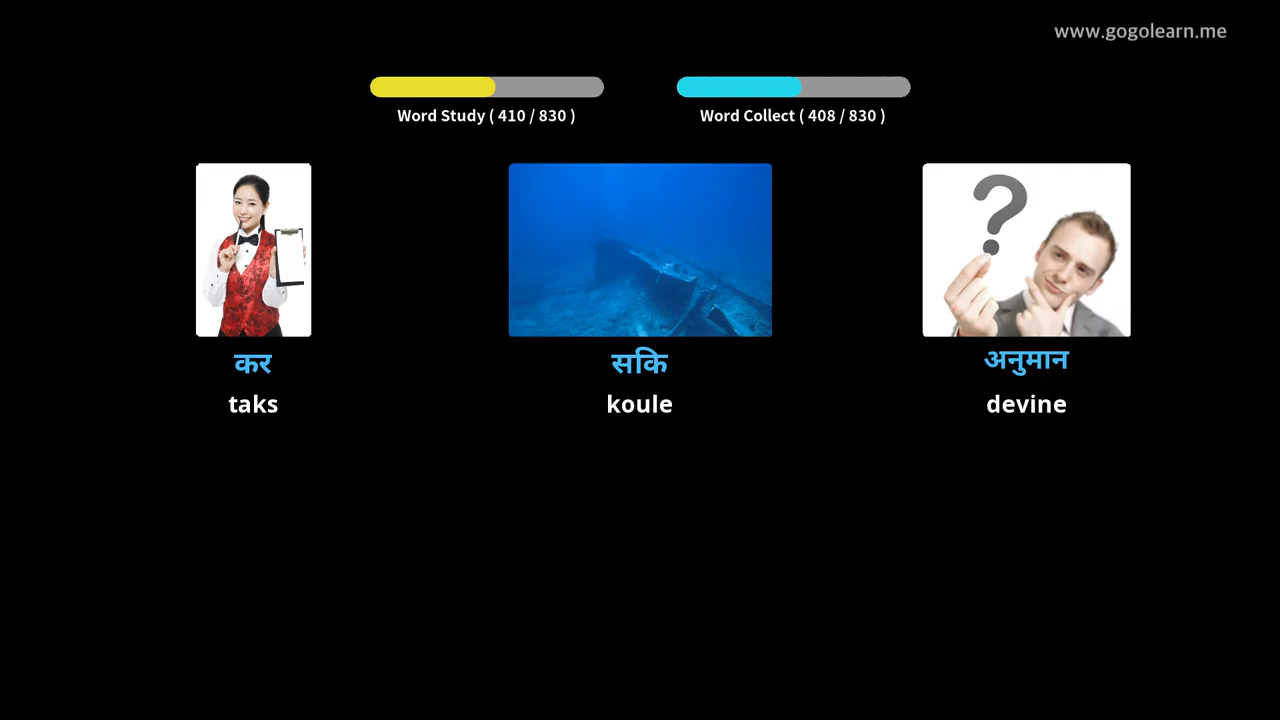 www.gogolearn.me
Word Study ( 410 / 830 )
Word Collect ( 408 / 830 )
कर
सकि
अनुमान
taks
koule
devine